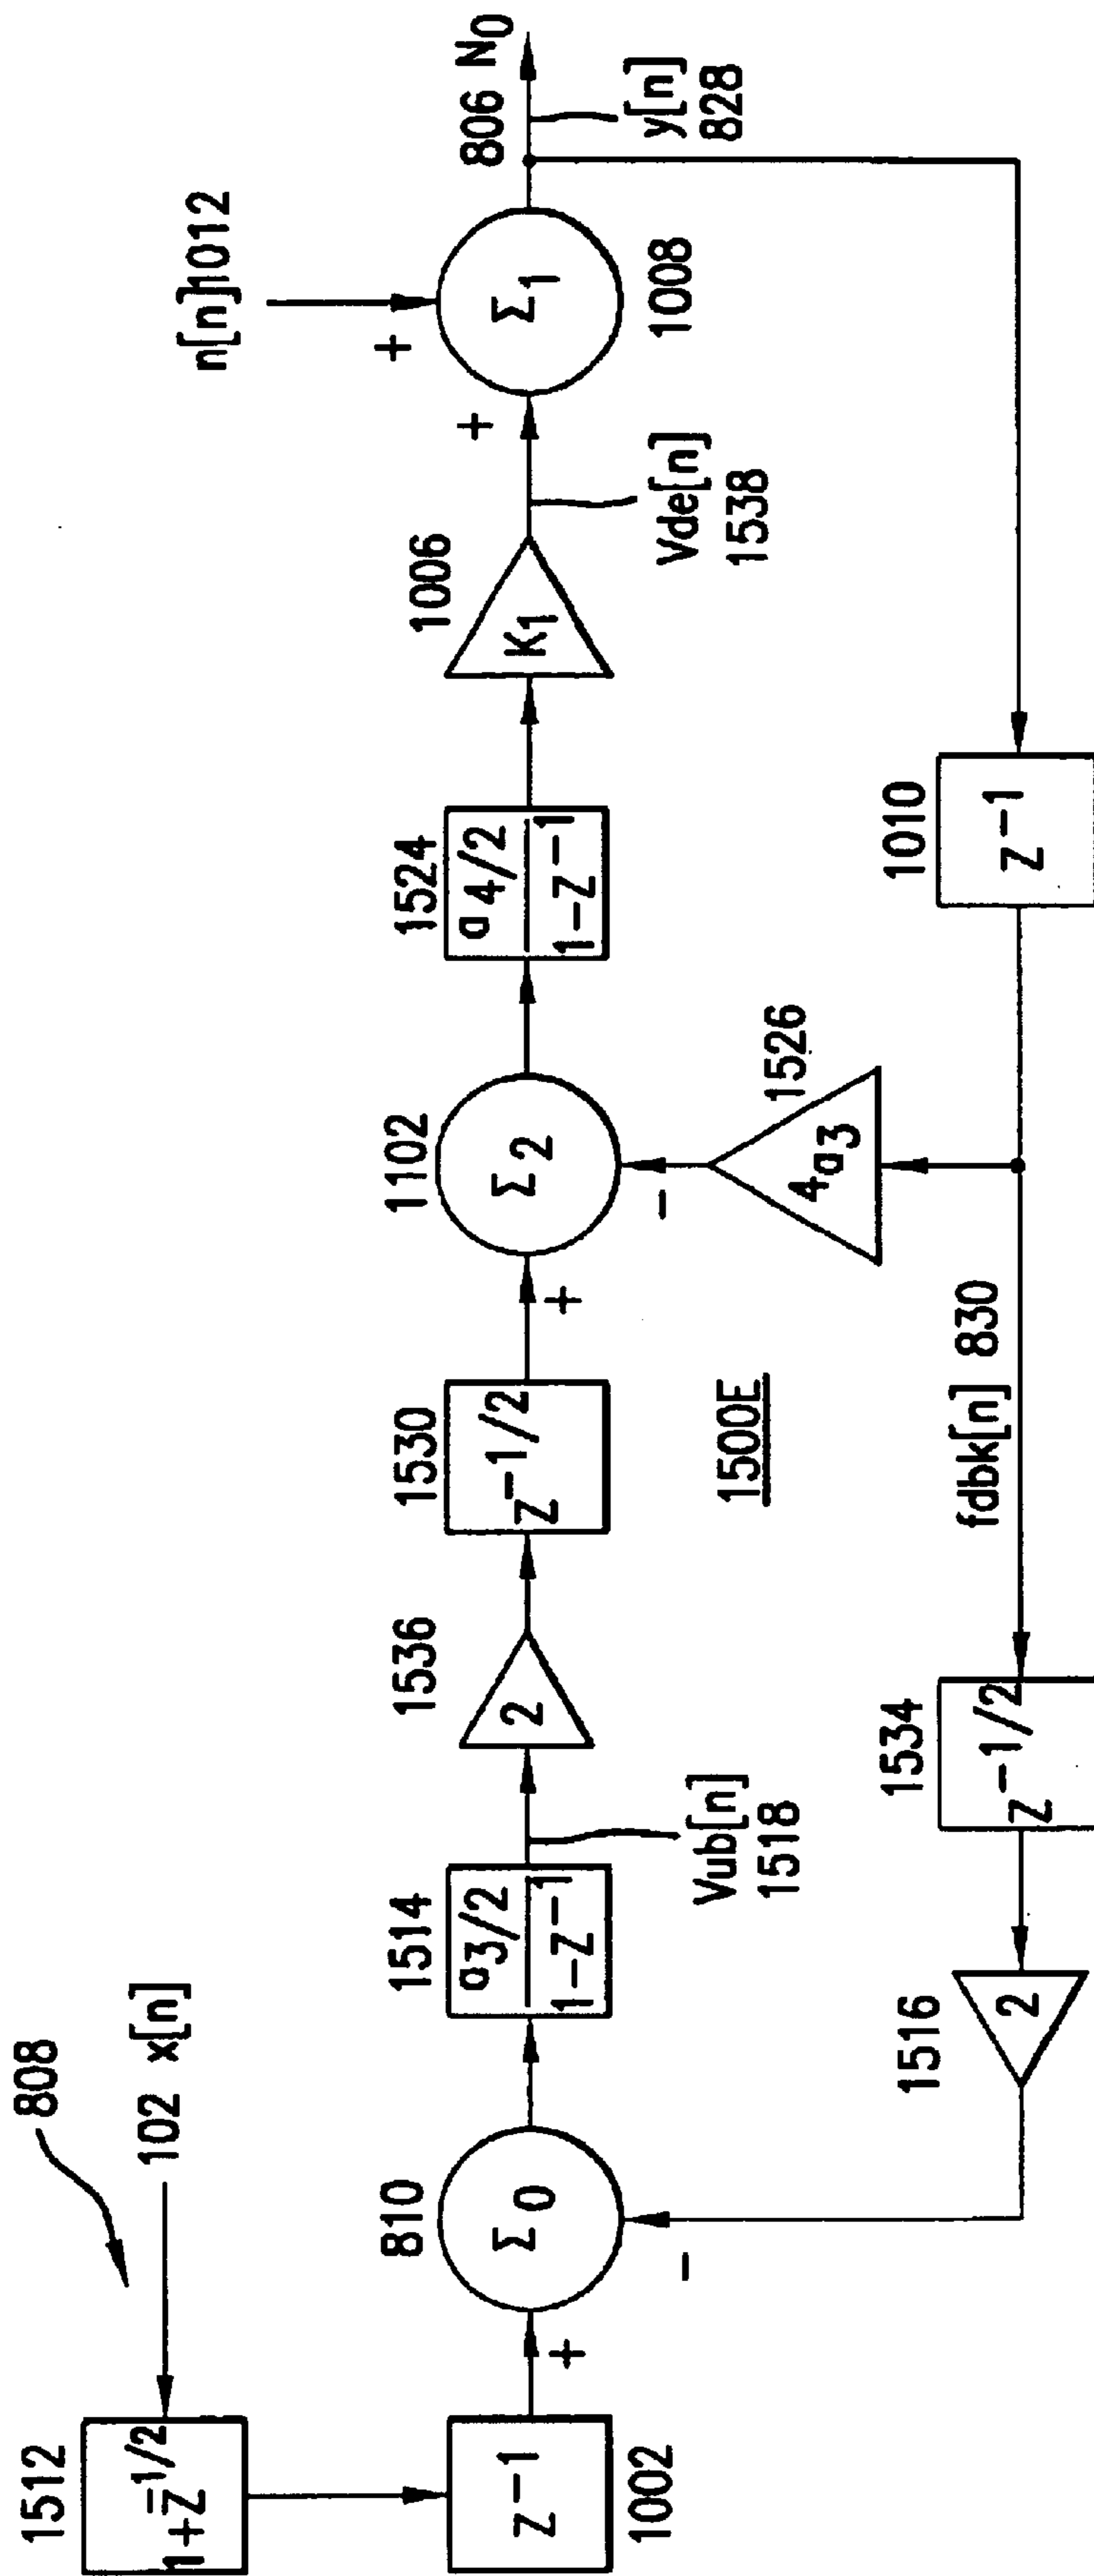 808
102 x[n]
1512
1+z^-1/2
z^-1
1002
810
Σ0
+
-
1514
a3/2
1-z^-1
Vub[n]
1518
1536
2
1530
z^-1/2
+
1102
Σ2
-
1524
a4/2
1-z^-1
1006
K1
Vde[n]
1538
n[n] 1012
+
+
Σ1
1008
806 N0
y[n]
828
1500E
1526
4a3
1010
z^-1
fdbk[n] 830
1534
z^-1/2
1516
2